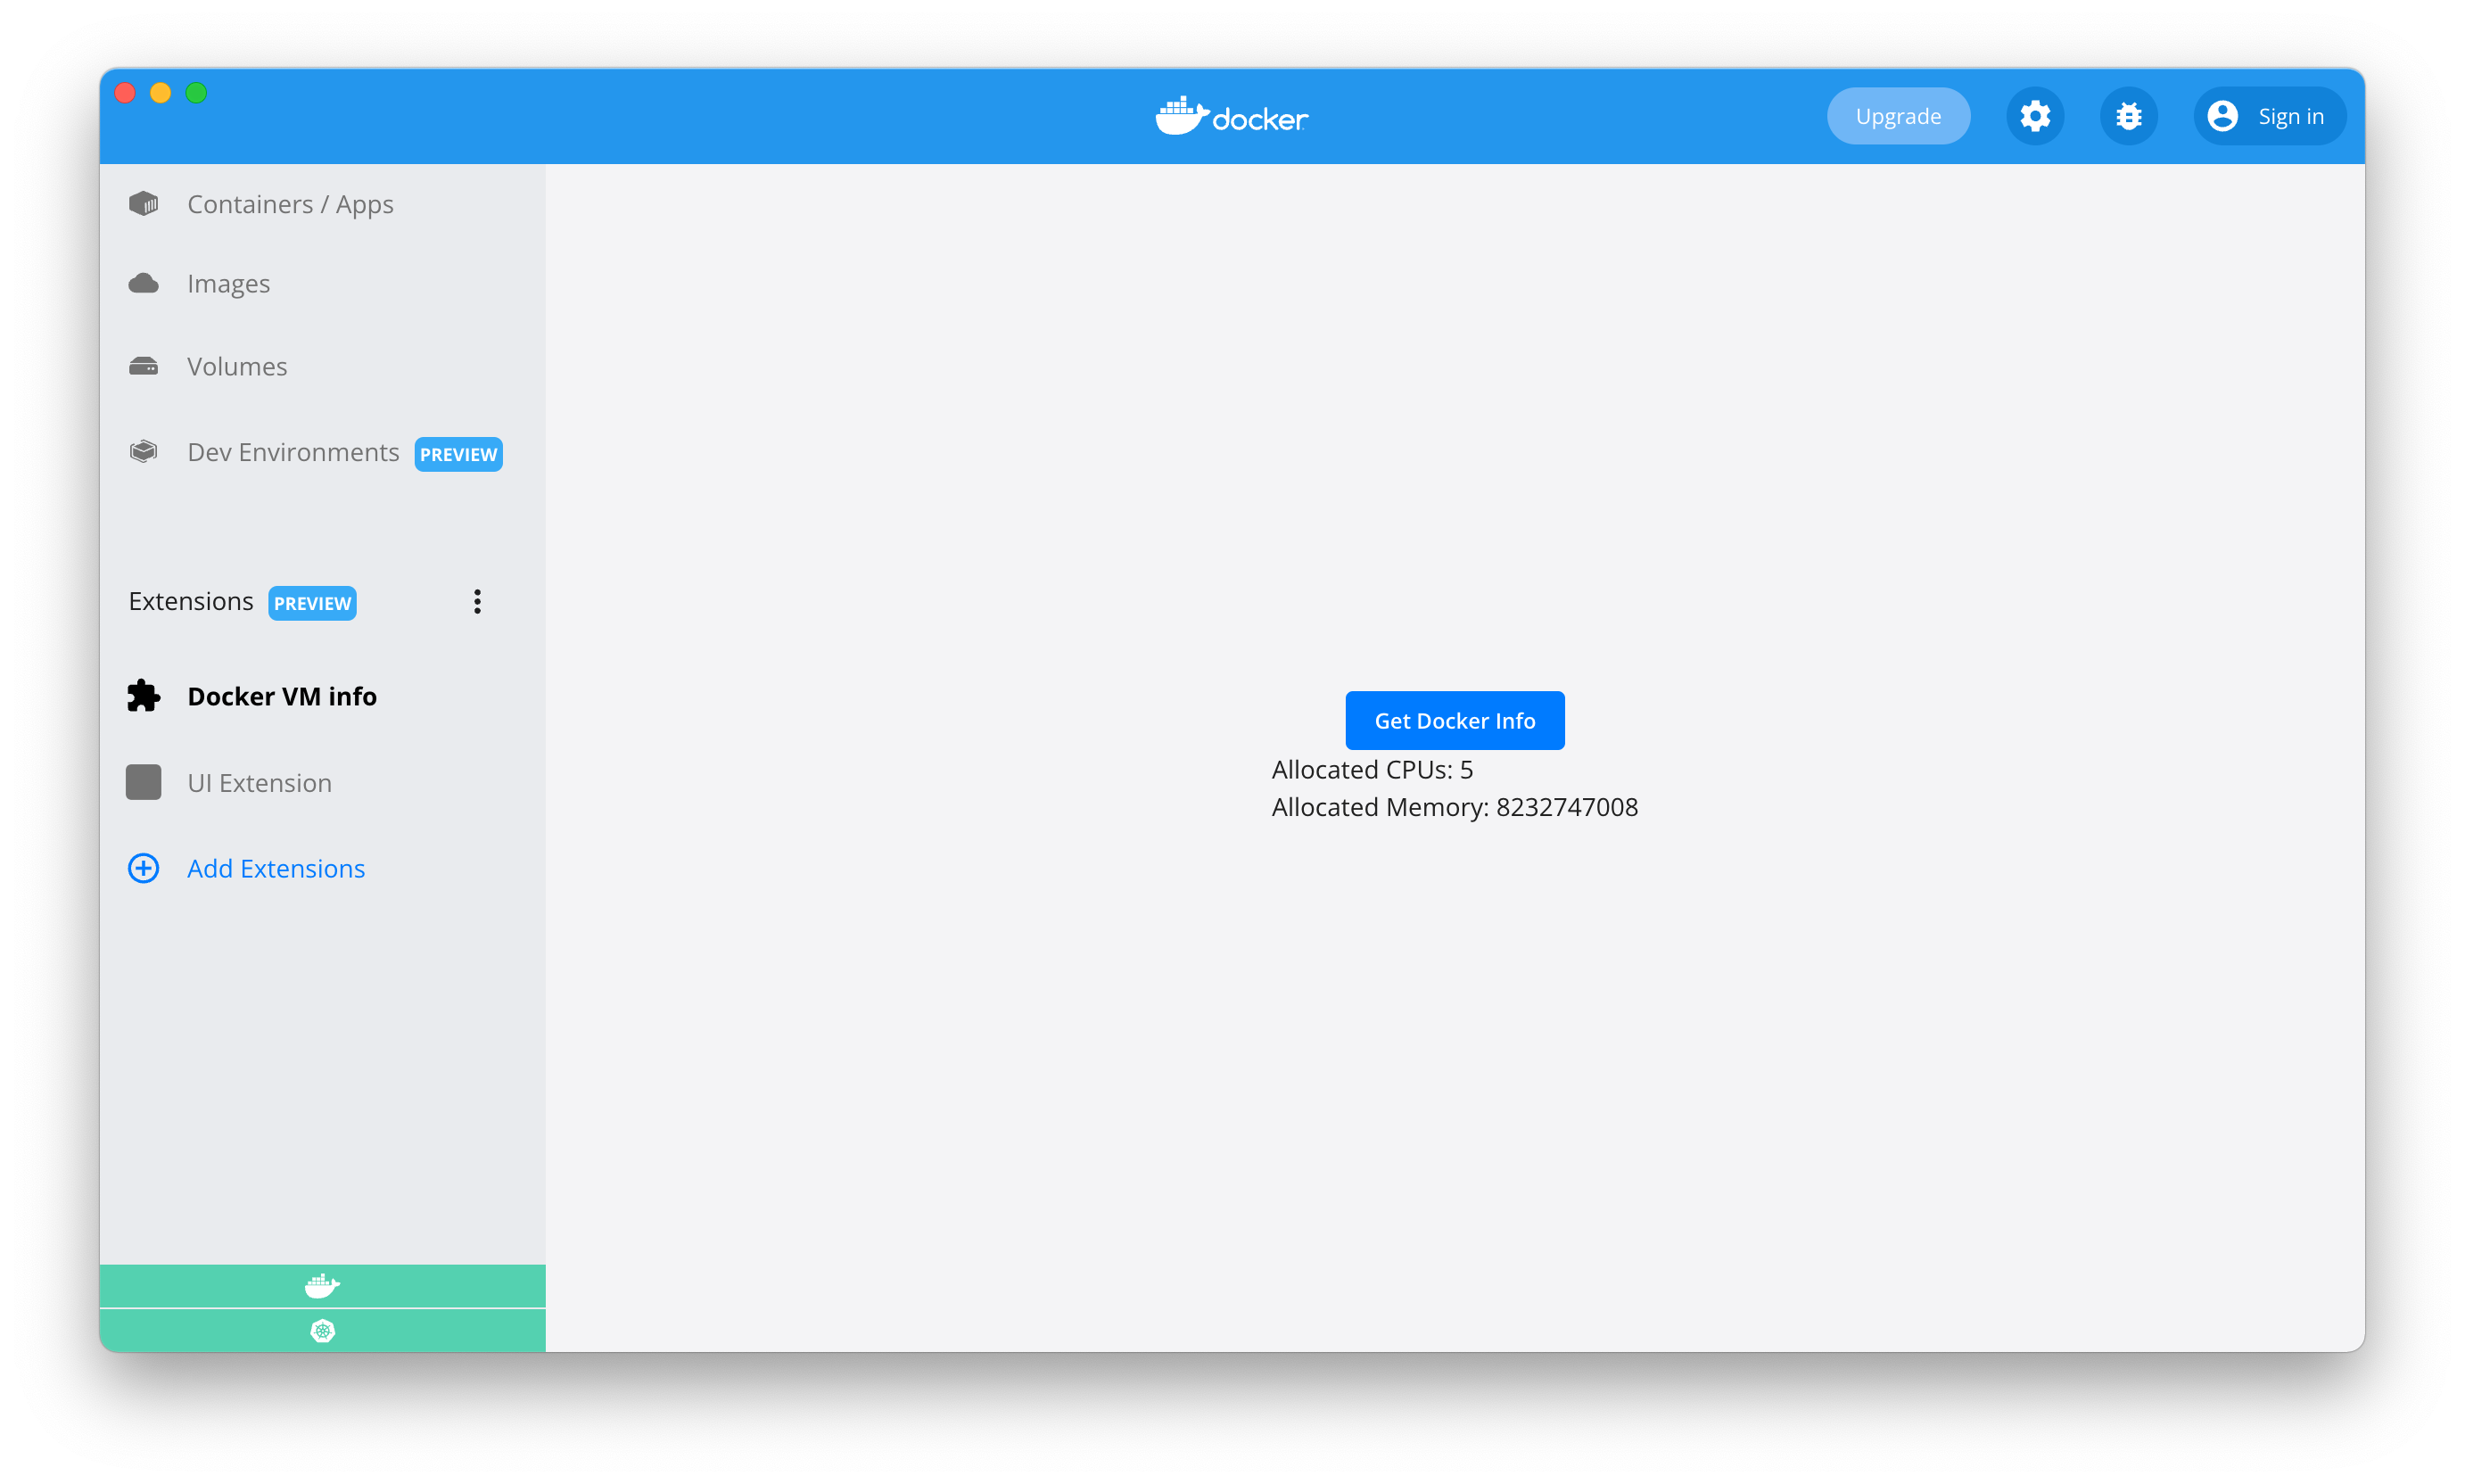 docker
Upgrade
Sign in
Containers / Apps
Images
Volumes
Dev Environments PREVIEW
Extensions PREVIEW
Docker VM info
UI Extension
Add Extensions
Get Docker Info
Allocated CPUs: 5
Allocated Memory: 8232747008